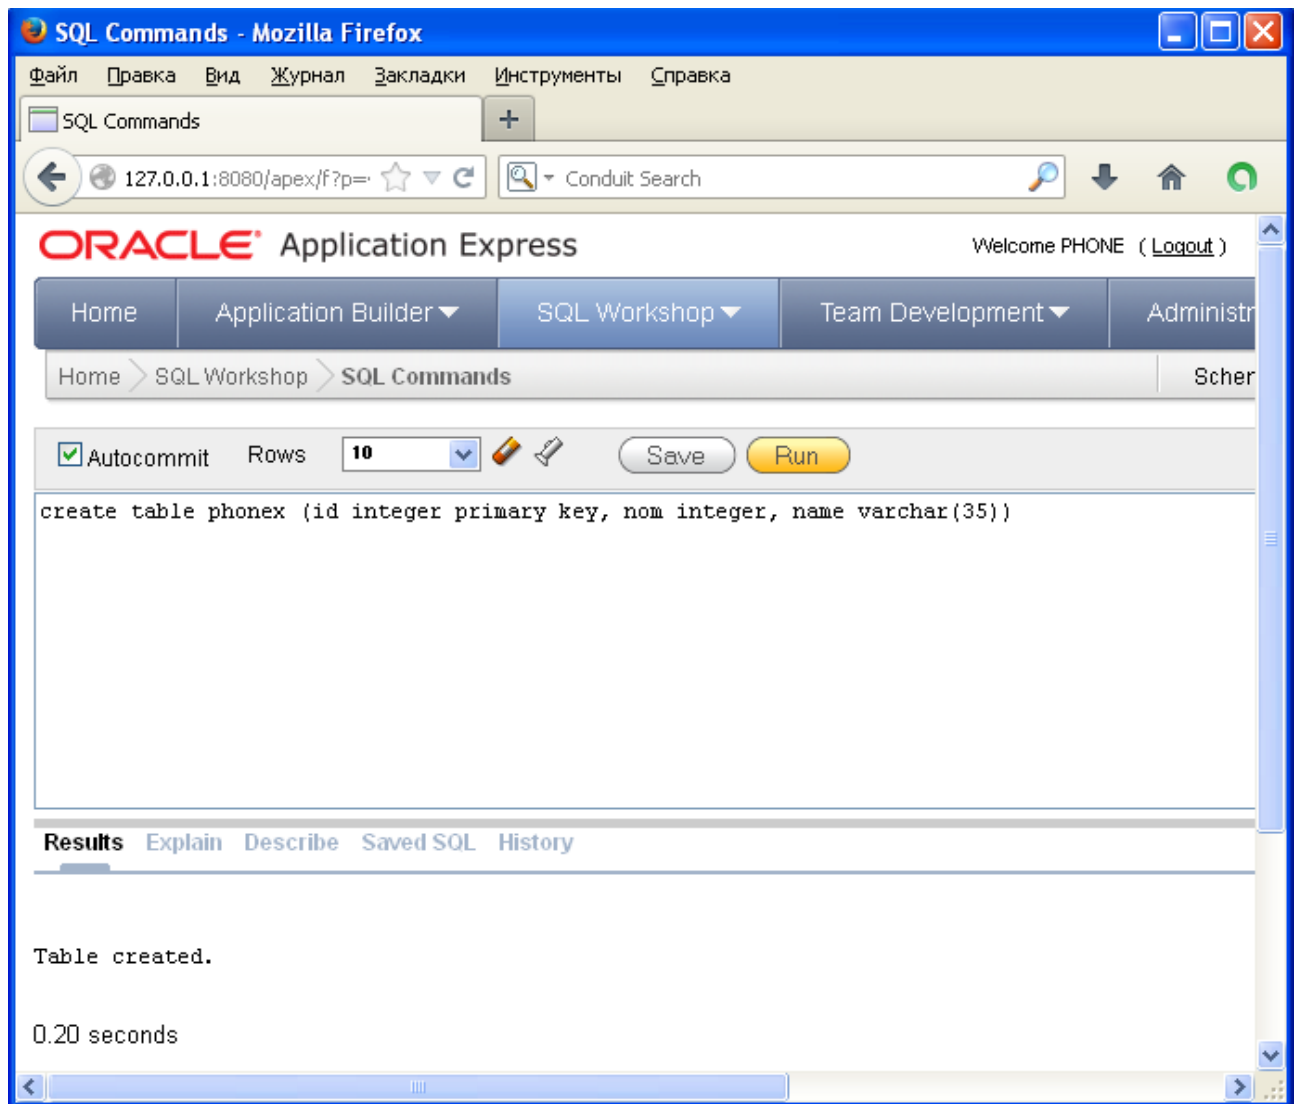 SQL Commands - Mozilla Firefox
Файл Правка Вид Журнал Закладки Инструменты Справка
SQL Commands
127.0.0.1:8080/apex/f?p= Conduit Search
ORACLE Application Express Welcome PHONE ( Logout )
Home Application Builder SQL Workshop Team Development Administr
Home SQL Workshop SQL Commands Schem
Autocommit Rows 10 Save Run
create table phonex (id integer primary key, nom integer, name varchar(35))
Results Explain Describe Saved SQL History
Table created.
0.20 seconds